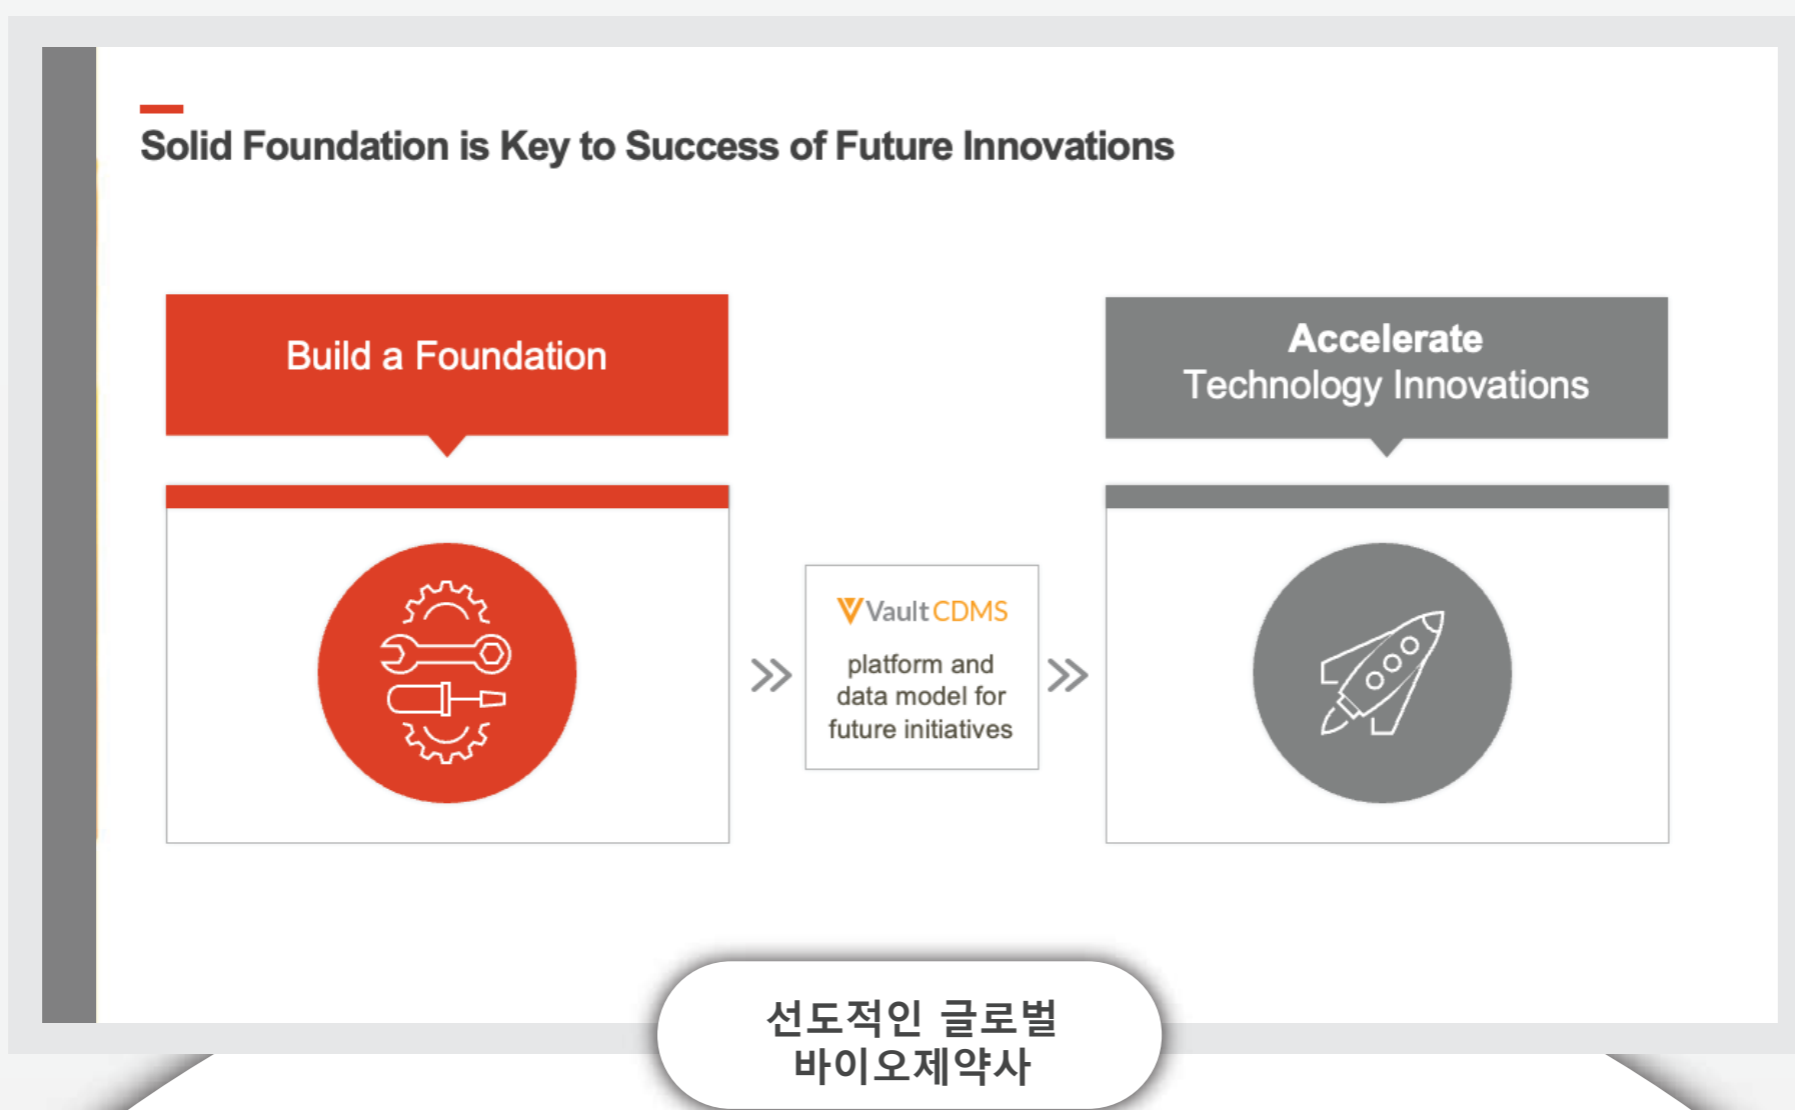 Solid Foundation is Key to Success of Future Innovations
Build a Foundation
Accelerate
Technology Innovations
Vault CDMS
platform and
data model for
future initiatives
선도적인 글로벌
바이오제약사